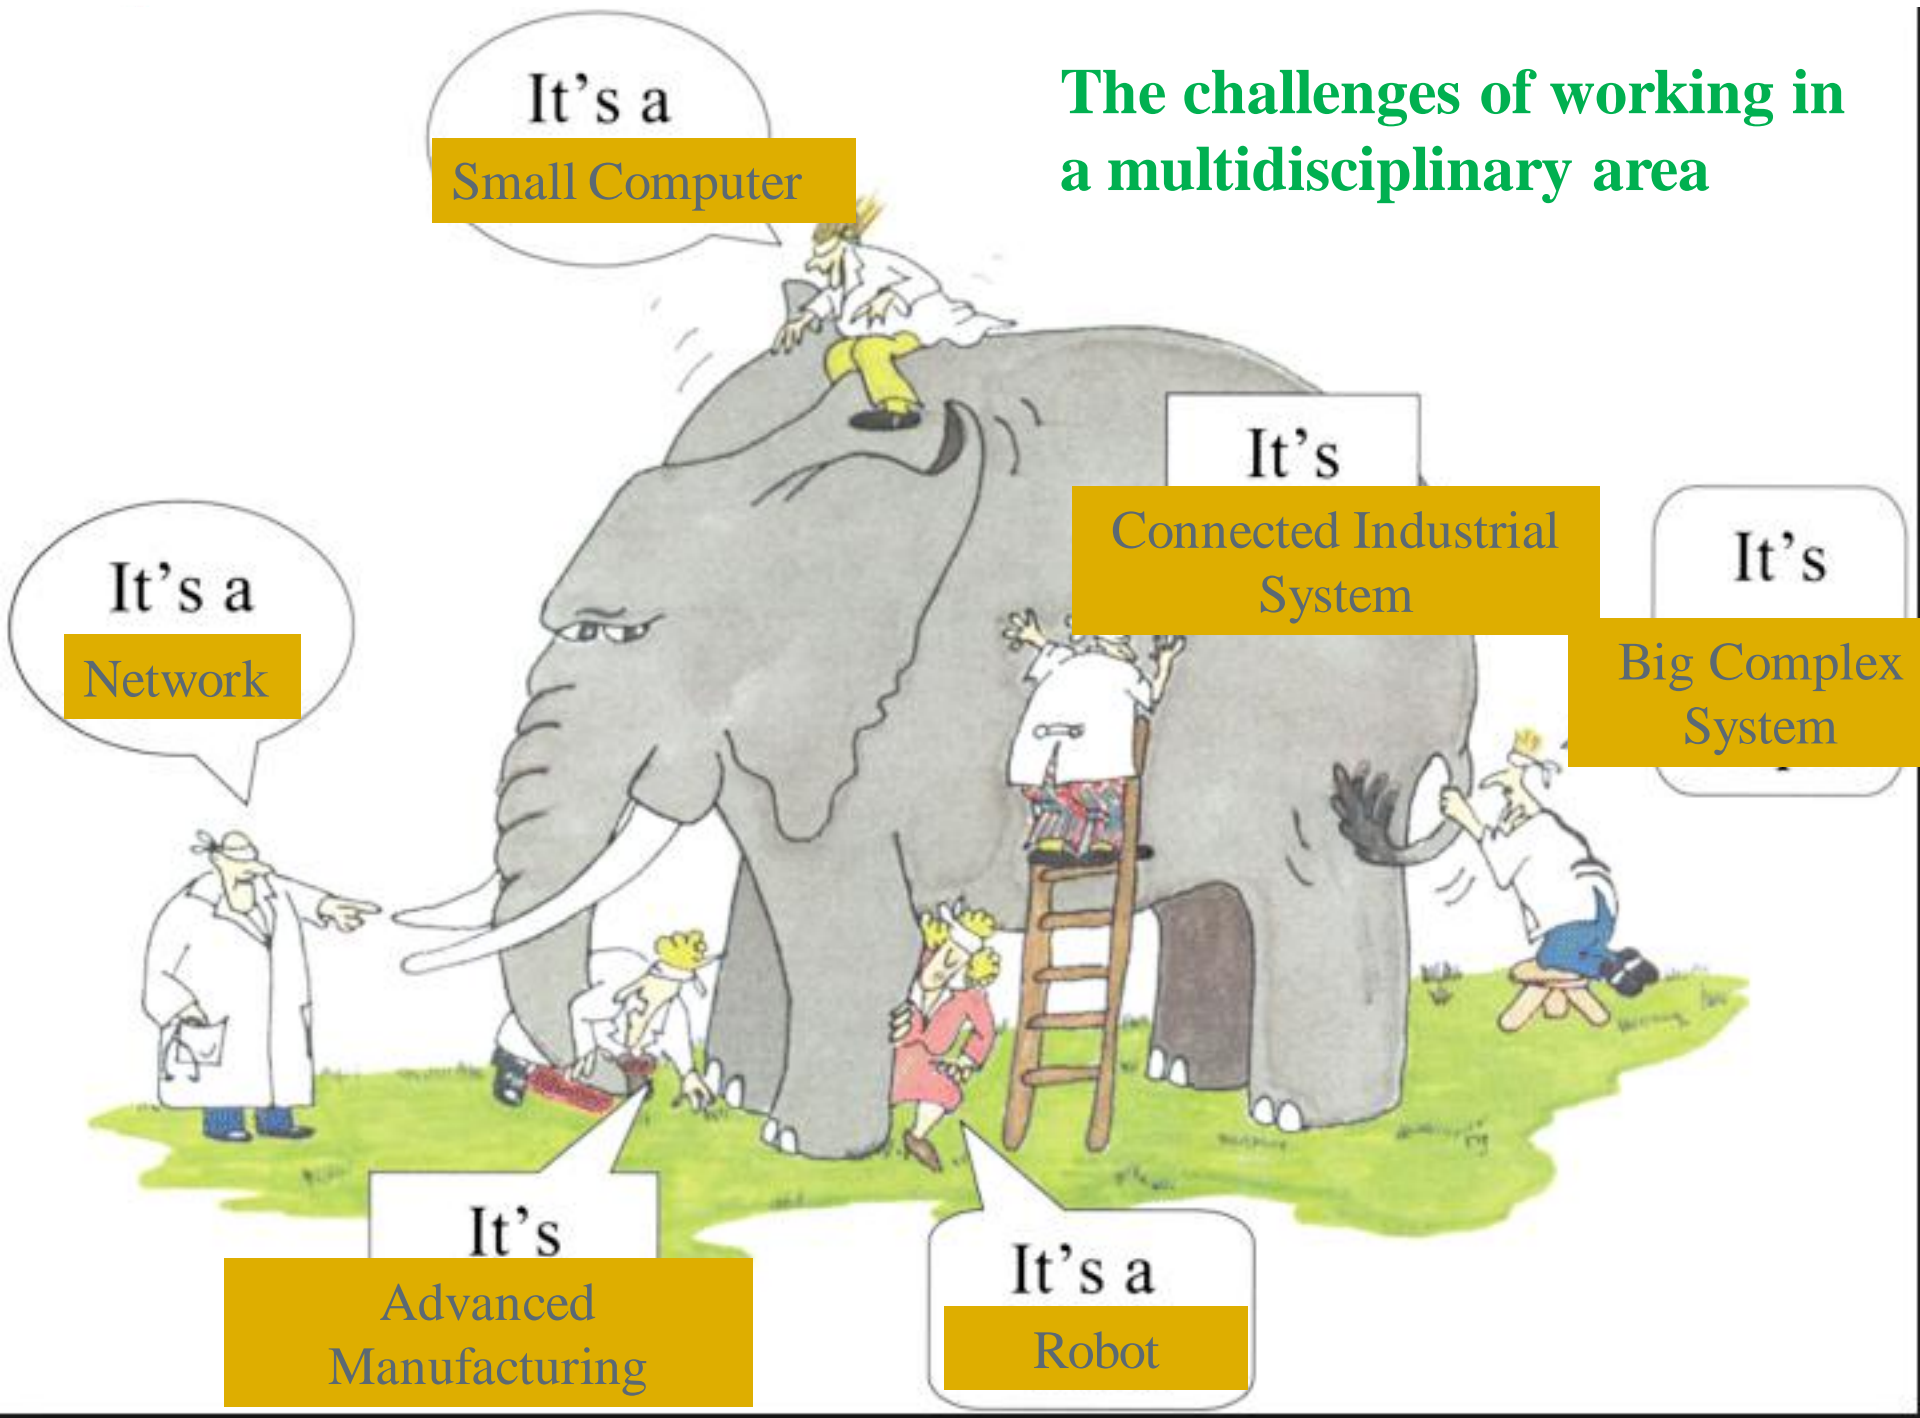 The challenges of working in
a multidisciplinary area
It's a
Small Computer
It's
Connected Industrial
System
It's
Big Complex
System
It's a
Network
It's
Advanced
Manufacturing
It's a
Robot